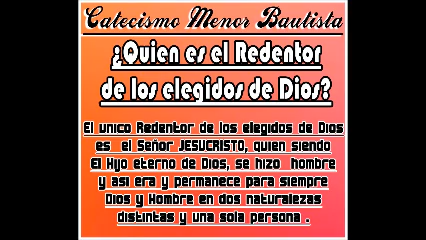 Catecismo Menor Bautista
¿Quien es el Redentor
de los elegidos de Dios?
El unico Redentor de los elegidos de Dios
es el Señor JESUCRISTO, quien siendo
El Hijo eterno de Dios, se hizo hombre
y asi era y permanece para siempre
Dios y Hombre en dos naturalezas
distintas y una sola persona .